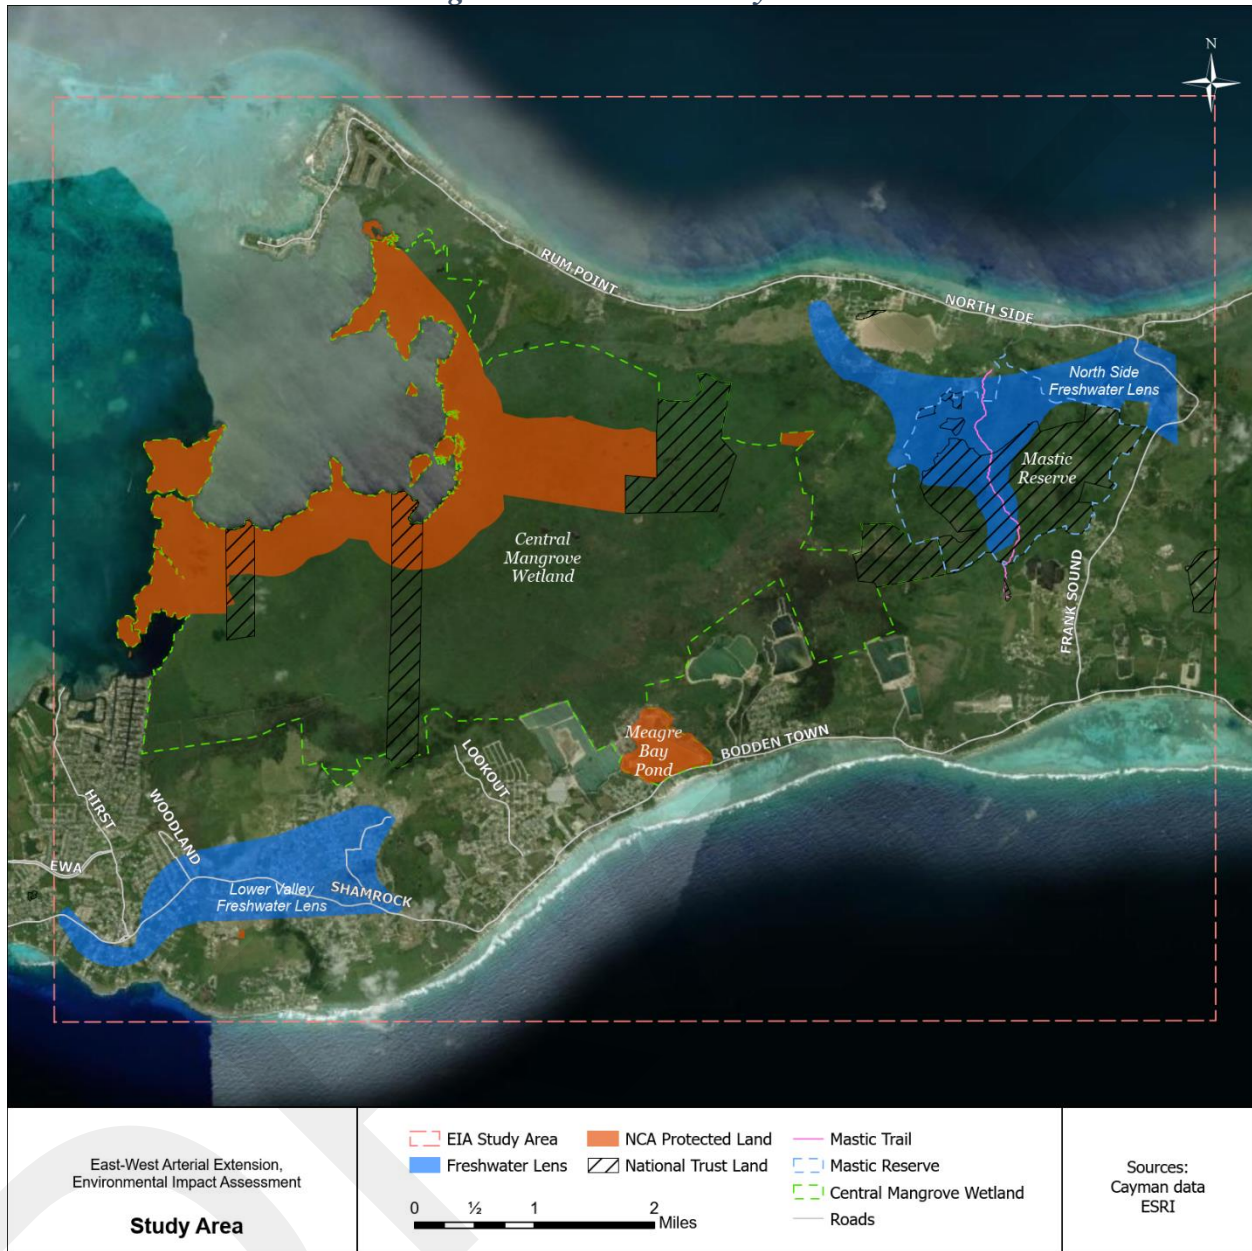 N
RUM POINT
NORTH SIDE
North Side
Freshwater Lens
Mastic
Reserve
Central
Mangrove
Wetland
FRANK SOUND
Meagre
Bay
Pond
BODDEN TOWN
LOOKOUT
HIRST
WOODLAND
EWA
Lower Valley
Freshwater Lens
SHAMROCK
East-West Arterial Extension,
Environmental Impact Assessment
Study Area
EIA Study Area
Freshwater Lens
NCA Protected Land
National Trust Land
Mastic Trail
Mastic Reserve
Central Mangrove Wetland
Roads
0 ½ 1 2
Miles
Sources:
Cayman data
ESRI